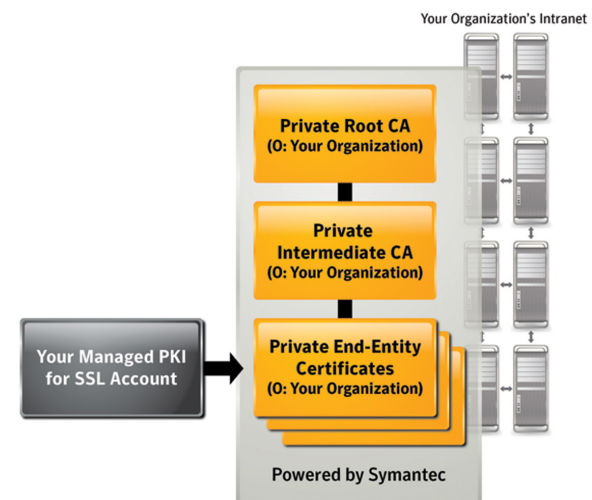 Your Organization's Intranet
Private Root CA
(O: Your Organization)
Private
Intermediate CA
(O: Your Organization)
Your Managed PKI
for SSL Account
Private End-Entity
Certificates
(O: Your Organization)
Powered by Symantec